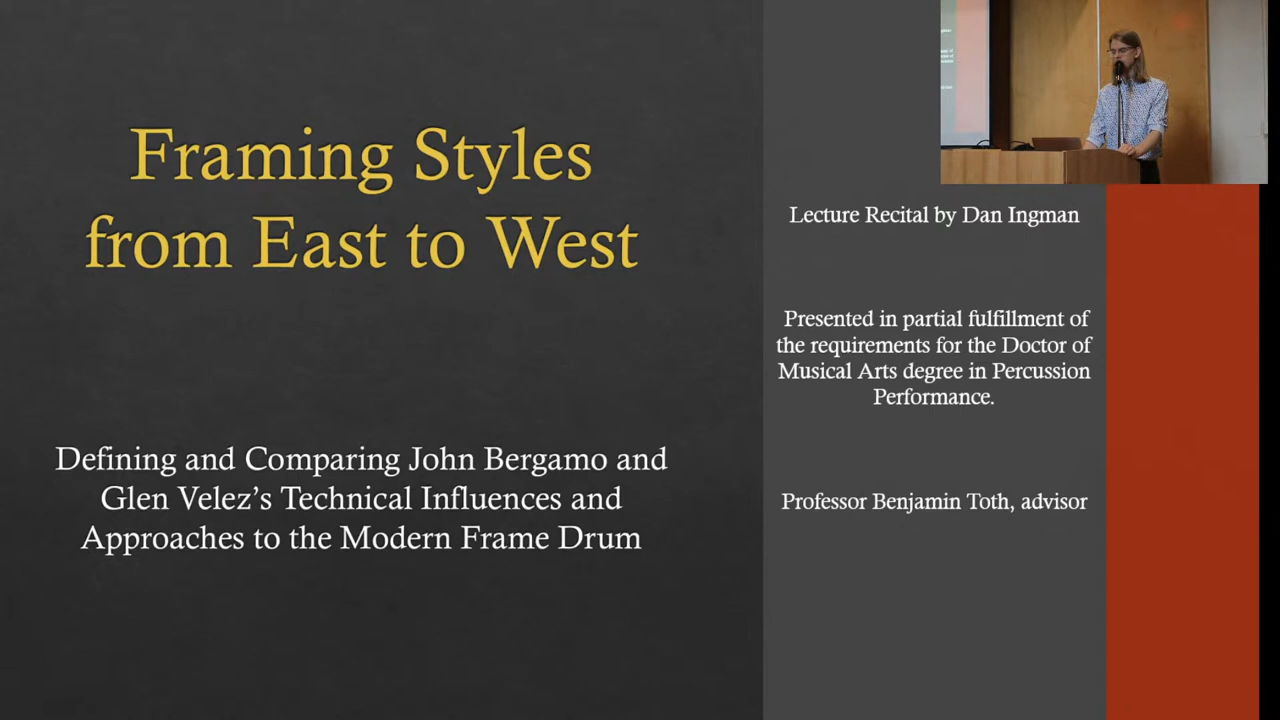 Framing Styles
from East to West
Defining and Comparing John Bergamo and
Glen Velez's Technical Influences and
Approaches to the Modern Frame Drum
Lecture Recital by Dan Ingman
Presented in partial fulfillment of
the requirements for the Doctor of
Musical Arts degree in Percussion
Performance.
Professor Benjamin Toth, advisor